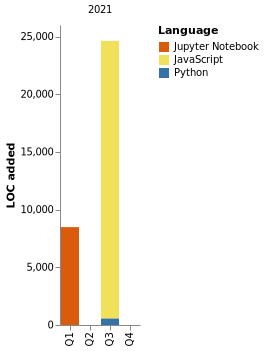 2021
Language
Jupyter Notebook
JavaScript
Python
LOC added
25,000
20,000
15,000
10,000
5,000
0
Q1
Q2
Q3
Q4